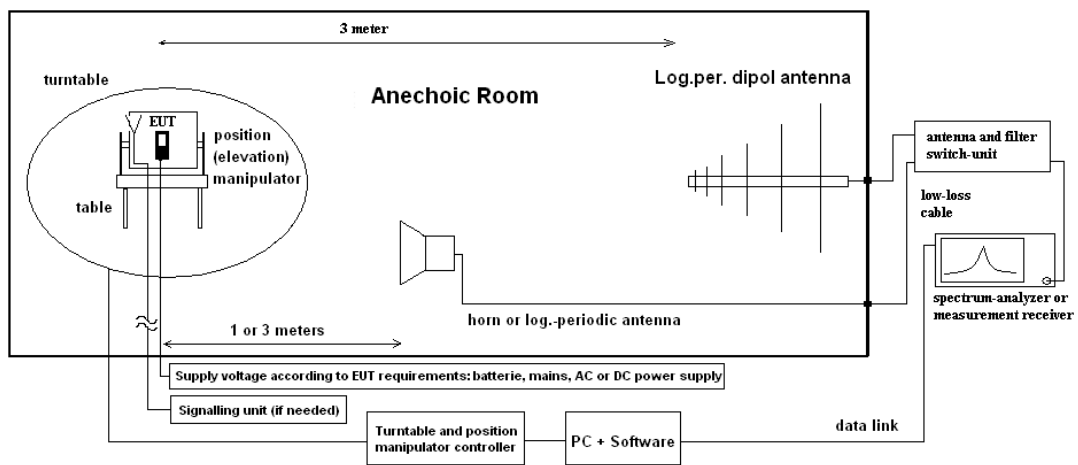 3 meter
turntable
Log.per. dipol antenna
Anechoic Room
EUT
position
(elevation)
manipulator
table
antenna and filter
switch-unit
low-loss
cable
spectrum-analyzer or
measurement receiver
horn or log.-periodic antenna
1 or 3 meters
Supply voltage according to EUT requirements: batterie, mains, AC or DC power supply
Signalling unit (if needed)
Turntable and position
manipulator controller
PC + Software
data link